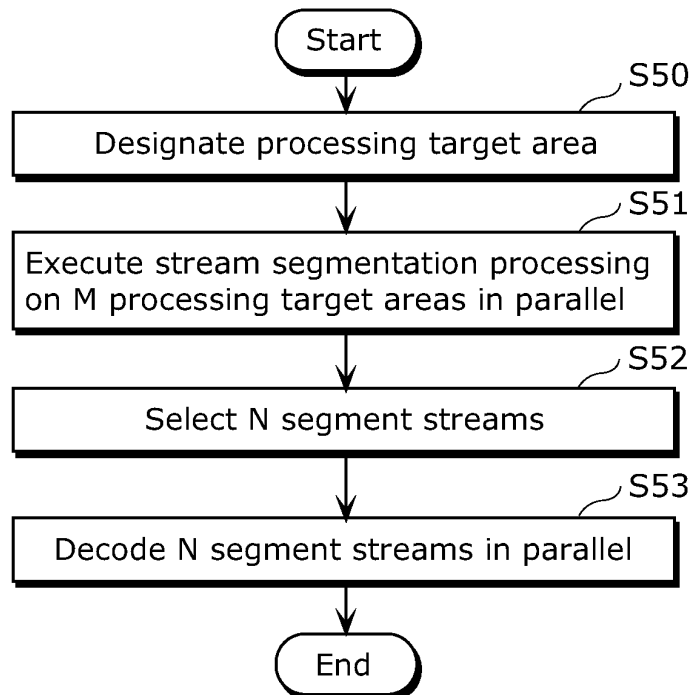 Start
S50
Designate processing target area
S51
Execute stream segmentation processing
on M processing target areas in parallel
S52
Select N segment streams
S53
Decode N segment streams in parallel
End